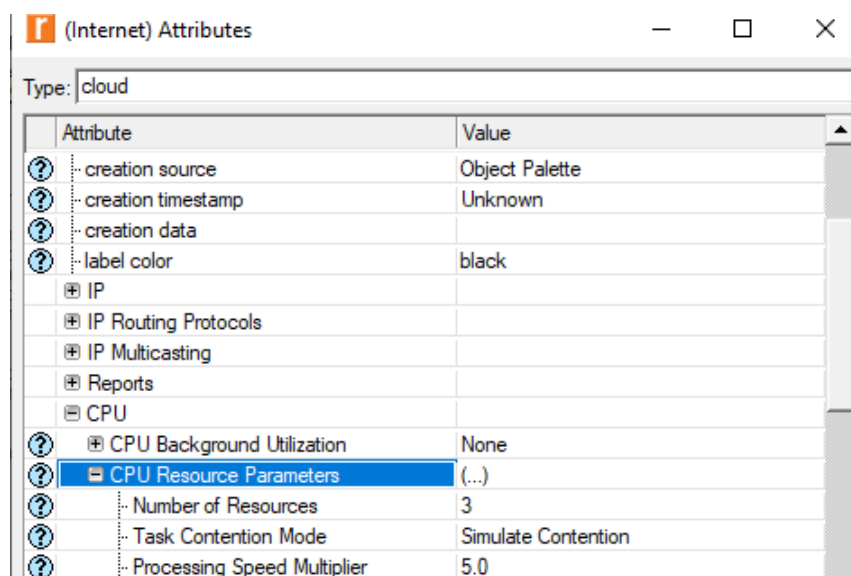 (Internet) Attributes
Type: cloud
Attribute Value
creation source Object Palette
creation timestamp Unknown
creation data
label color black
IP
IP Routing Protocols
IP Multicasting
Reports
CPU
CPU Background Utilization None
CPU Resource Parameters (...)
Number of Resources 3
Task Contention Mode Simulate Contention
Processing Speed Multiplier 5.0